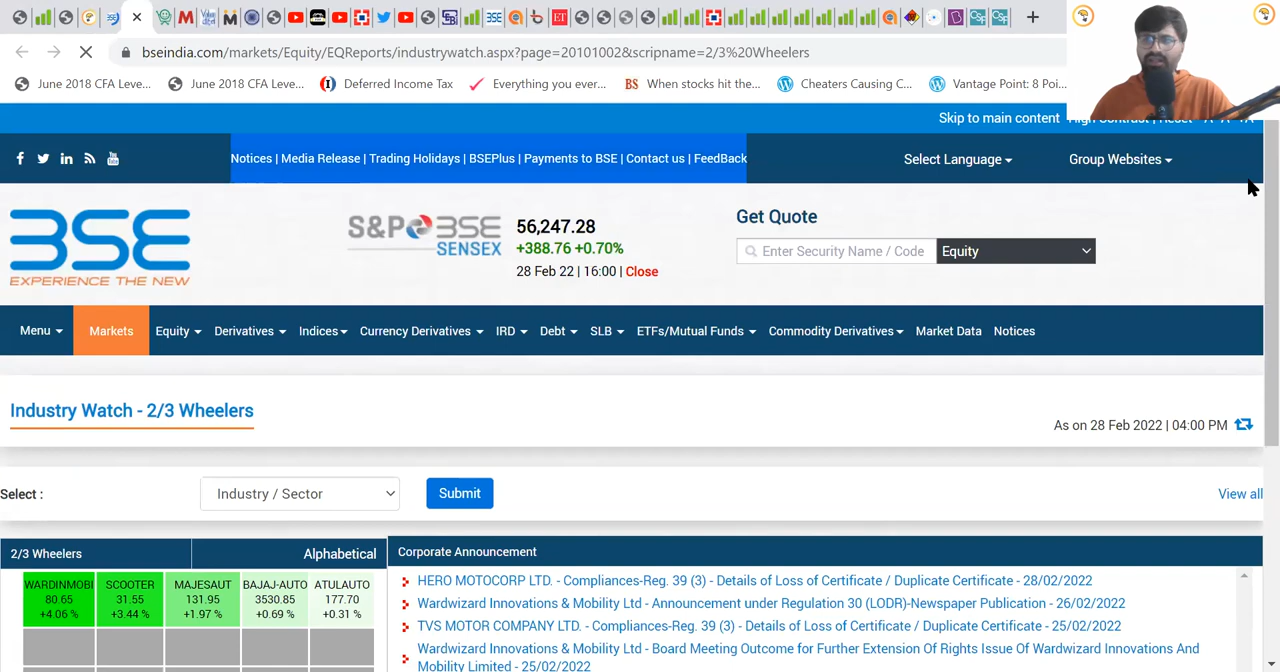 bseindia.com/markets/Equity/EQReports/industrywatch.aspx?page=20101002&scripname=2/3%20Wheelers
June 2018 CFA Leve... June 2018 CFA Leve... Deferred Income Tax Everything you ever... BS When stocks hit the... Cheaters Causing C... Vantage Point: 8 Poi...
Skip to main content High Contrast | Reset
Notices | Media Release | Trading Holidays | BSEPlus | Payments to BSE | Contact us | FeedBack Select Language Group Websites
BSE
EXPERIENCE THE NEW
S&P BSE
SENSEX
56,247.28
+388.76 +0.70%
28 Feb 22 | 16:00 | Close
Get Quote
Enter Security Name / Code Equity
Menu Markets Equity Derivatives Indices Currency Derivatives IRD Debt SLB ETFs/Mutual Funds Commodity Derivatives Market Data Notices
Industry Watch - 2/3 Wheelers
As on 28 Feb 2022 | 04:00 PM
Select : Industry / Sector Submit View all
2/3 Wheelers Alphabetical
WARDINMOBI SCOOTER MAJESAUT BAJAJ-AUTO ATULAUTO
80.65 31.55 131.95 3530.85 177.70
+4.06 % +3.44 % +1.97 % +0.69 % +0.31 %
Corporate Announcement
HERO MOTOCORP LTD. - Compliances-Reg. 39 (3) - Details of Loss of Certificate / Duplicate Certificate - 28/02/2022
Wardwizard Innovations & Mobility Ltd - Announcement under Regulation 30 (LODR)-Newspaper Publication - 26/02/2022
TVS MOTOR COMPANY LTD. - Compliances-Reg. 39 (3) - Details of Loss of Certificate / Duplicate Certificate - 25/02/2022
Wardwizard Innovations & Mobility Ltd - Board Meeting Outcome for Further Extension Of Rights Issue Of Wardwizard Innovations And
Mobility Limited - 25/02/2022